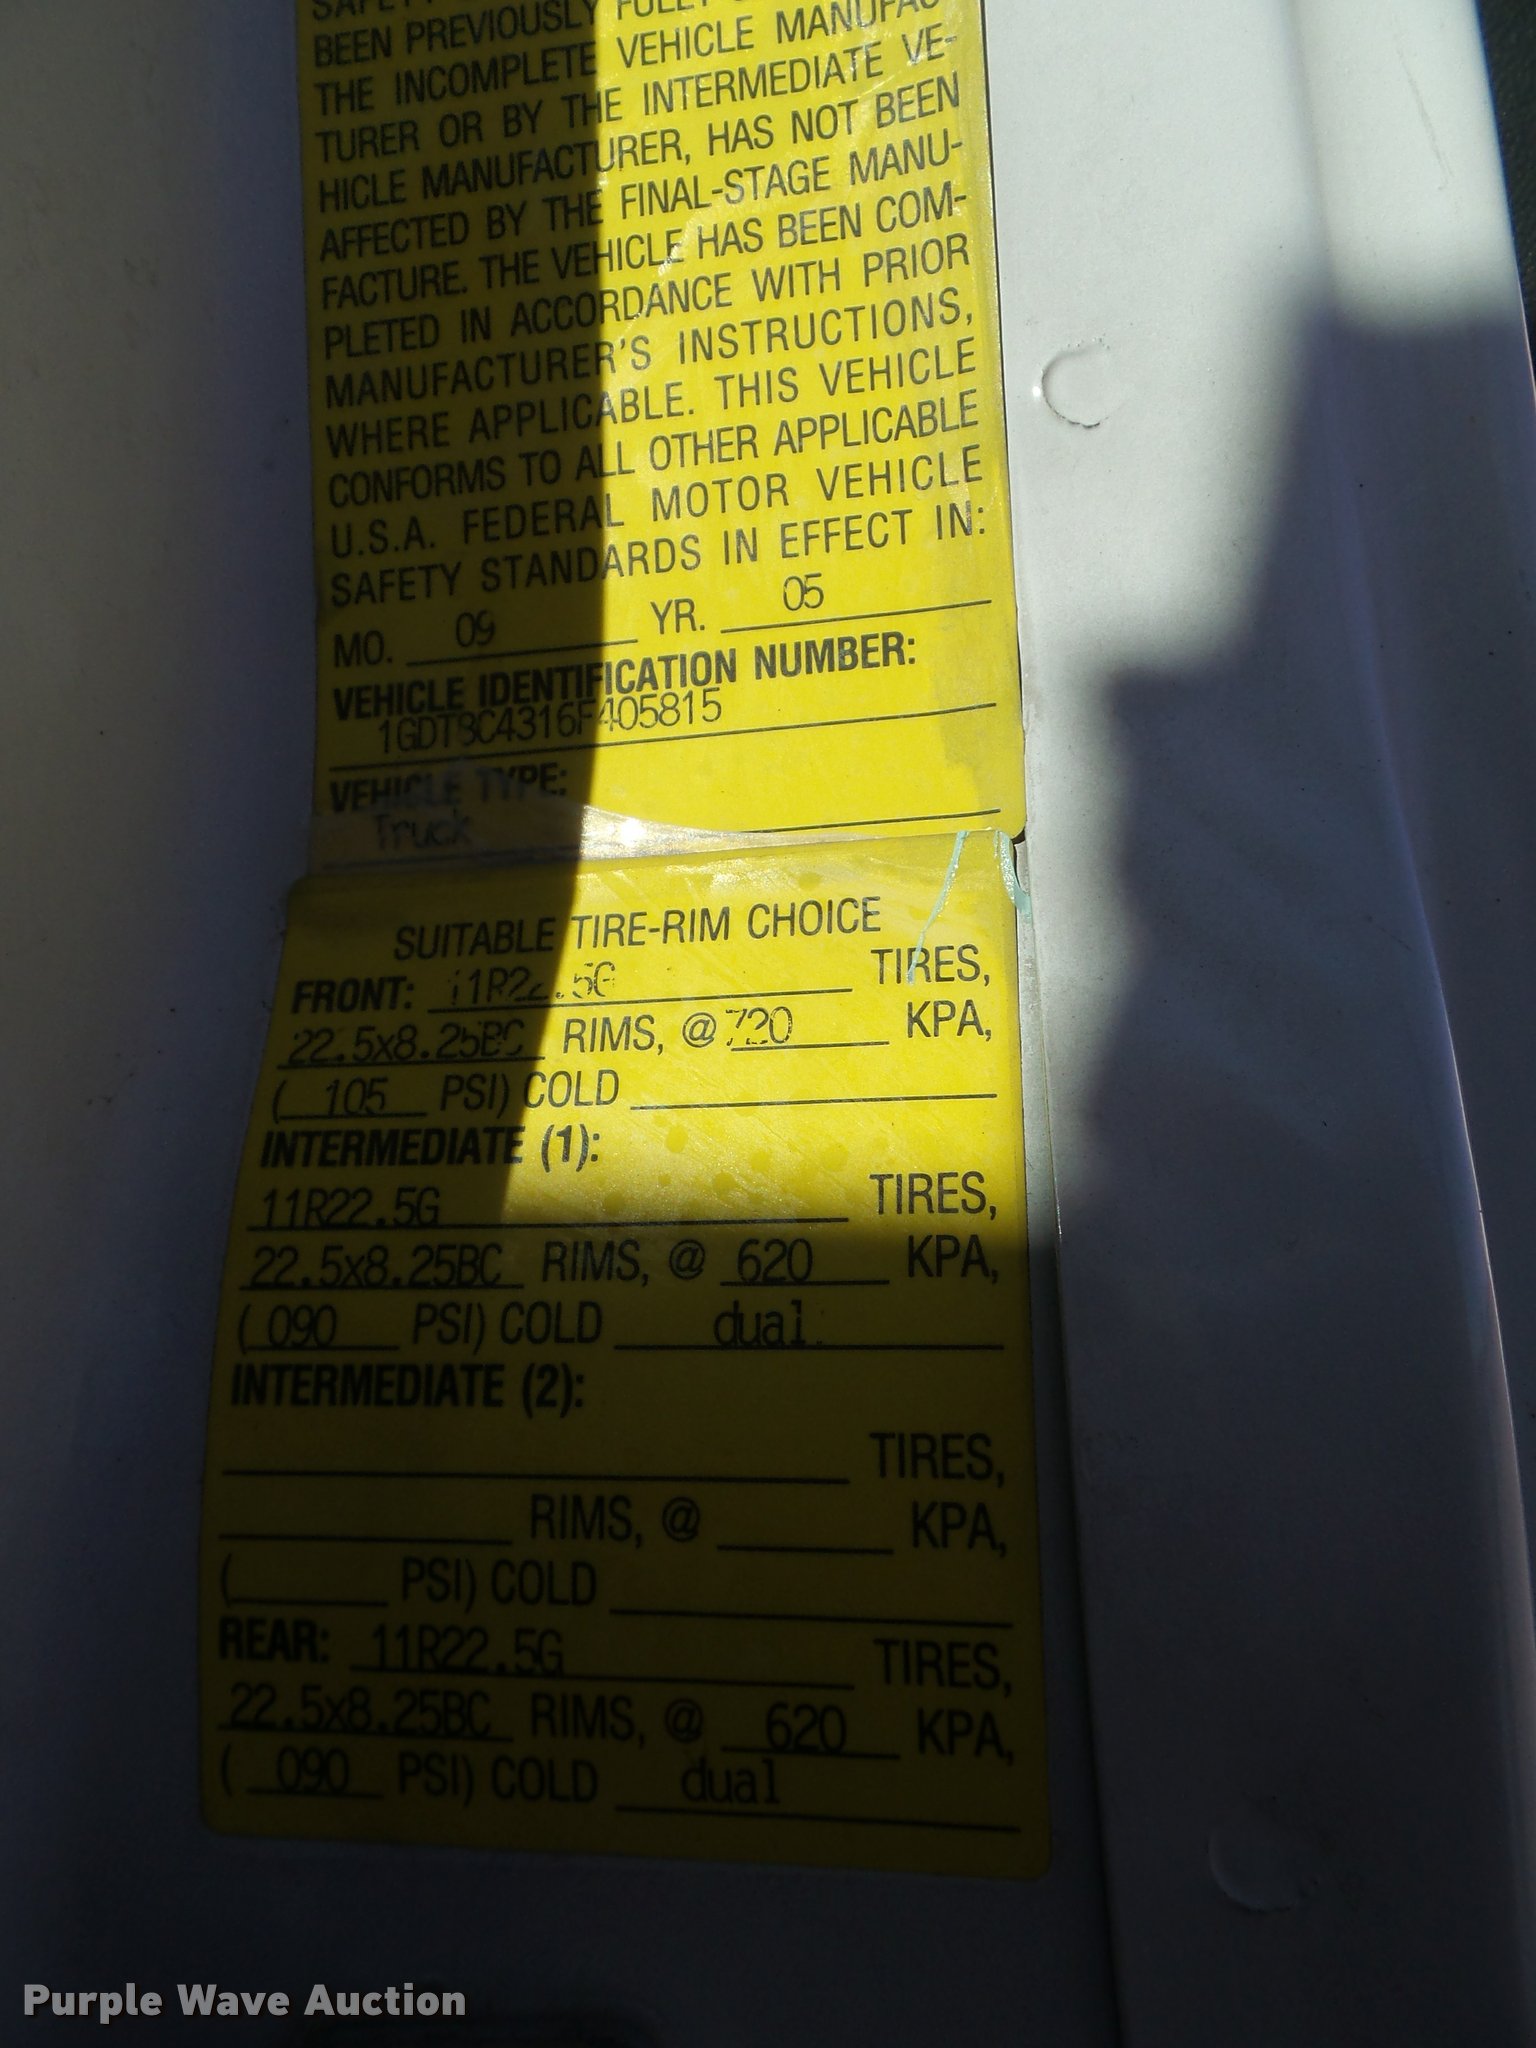 BEEN PREVIOUSLY FULLY
THE INCOMPLETE VEHICLE MANUFAC-
TURER OR BY THE INTERMEDIATE VE-
HICLE MANUFACTURER, HAS NOT BEEN
AFFECTED BY THE FINAL-STAGE MANU-
FACTURE. THE VEHICLE HAS BEEN COM-
PLETED IN ACCORDANCE WITH PRIOR
MANUFACTURER'S INSTRUCTIONS,
WHERE APPLICABLE. THIS VEHICLE
CONFORMS TO ALL OTHER APPLICABLE
U.S.A. FEDERAL MOTOR VEHICLE
SAFETY STANDARDS IN EFFECT IN:
MO. 09 YR. 05
VEHICLE IDENTIFICATION NUMBER:
1GDT8C4316F405815
VEHICLE TYPE:
Truck
SUITABLE TIRE-RIM CHOICE
FRONT: 11R22.5G TIRES,
22.5x8.25BC RIMS, @ 720 KPA,
( 105 PSI) COLD
INTERMEDIATE (1):
11R22.5G TIRES,
22.5x8.25BC RIMS, @ 620 KPA,
( 090 PSI) COLD dual
INTERMEDIATE (2):
TIRES,
RIMS, @ KPA,
( PSI) COLD
REAR: 11R22.5G TIRES,
22.5x8.25BC RIMS, @ 620 KPA,
( 090 PSI) COLD dual
Purple Wave Auction